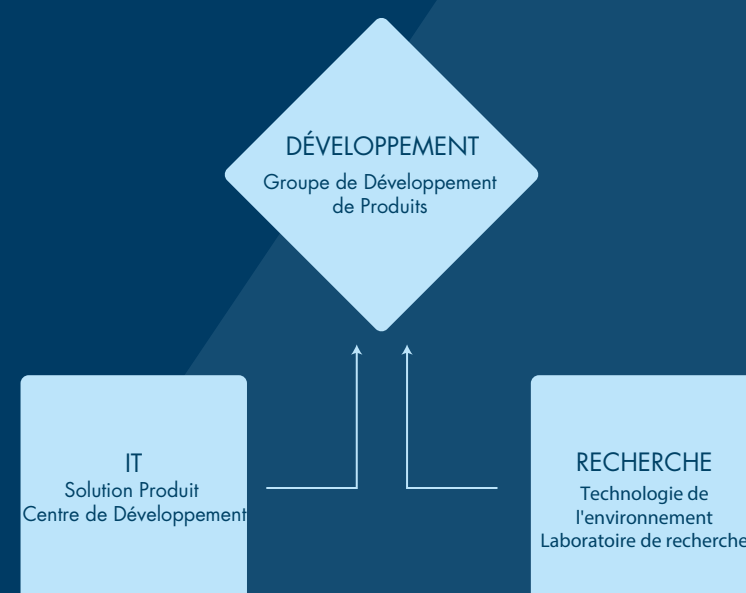 DÉVELOPPEMENT
Groupe de Développement
de Produits
IT
Solution Produit
Centre de Développement
RECHERCHE
Technologie de
l'environnement
Laboratoire de recherche